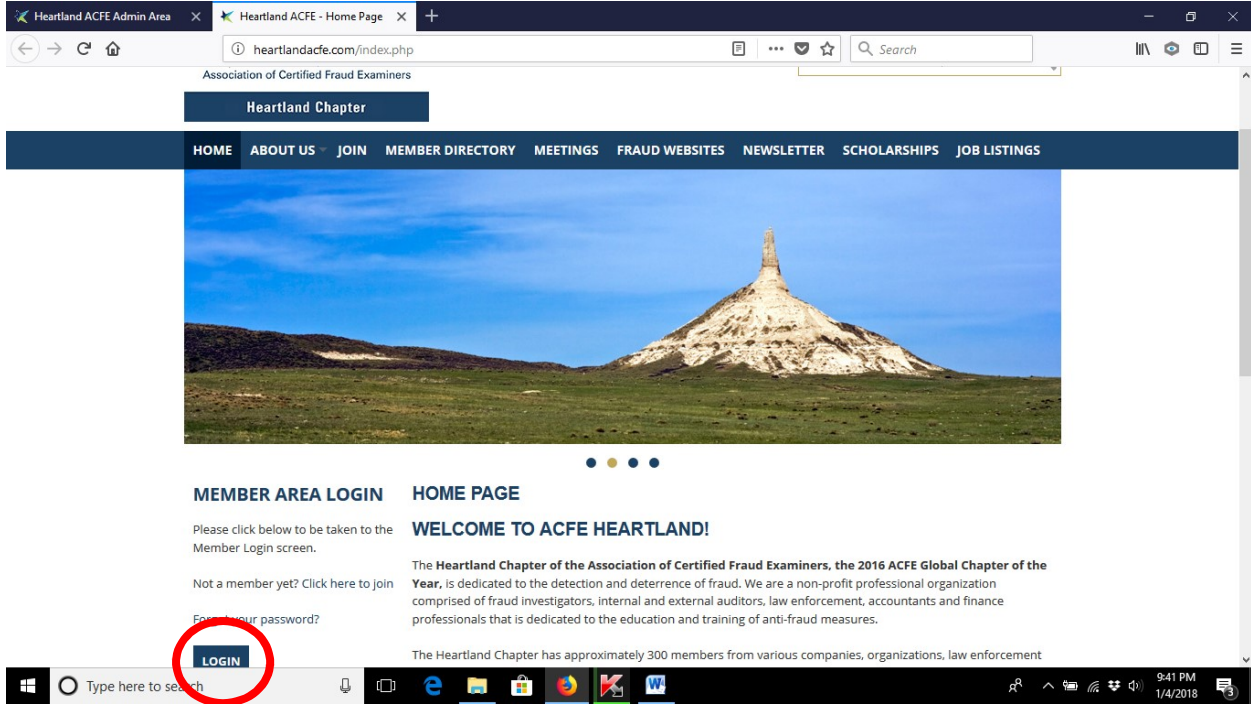 Heartland ACFE Admin Area
Heartland ACFE - Home Page
heartlandacfe.com/index.php
Search
Association of Certified Fraud Examiners
Heartland Chapter
HOME ABOUT US JOIN MEMBER DIRECTORY MEETINGS FRAUD WEBSITES NEWSLETTER SCHOLARSHIPS JOB LISTINGS
MEMBER AREA LOGIN
Please click below to be taken to the
Member Login screen.
Not a member yet? Click here to join
Forgot your password?
LOGIN
HOME PAGE
WELCOME TO ACFE HEARTLAND!
The Heartland Chapter of the Association of Certified Fraud Examiners, the 2016 ACFE Global Chapter of the
Year, is dedicated to the detection and deterrence of fraud. We are a non-profit professional organization
comprised of fraud investigators, internal and external auditors, law enforcement, accountants and finance
professionals that is dedicated to the education and training of anti-fraud measures.
The Heartland Chapter has approximately 300 members from various companies, organizations, law enforcement
Type here to search
9:41 PM
1/4/2018
3